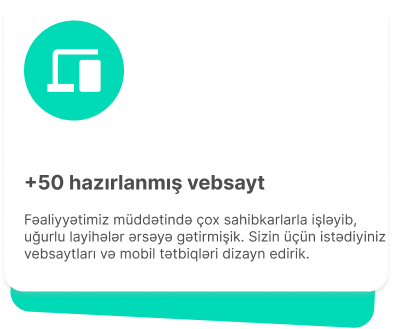 +50 hazırlanmış vebsayt
Fəaliyyətimiz müddətində çox sahibkarlarla işləyib,
uğurlu layihələr ərsəyə gətirmişik. Sizin üçün istədiyiniz
vebsaytları və mobil tətbiqləri dizayn edirik.